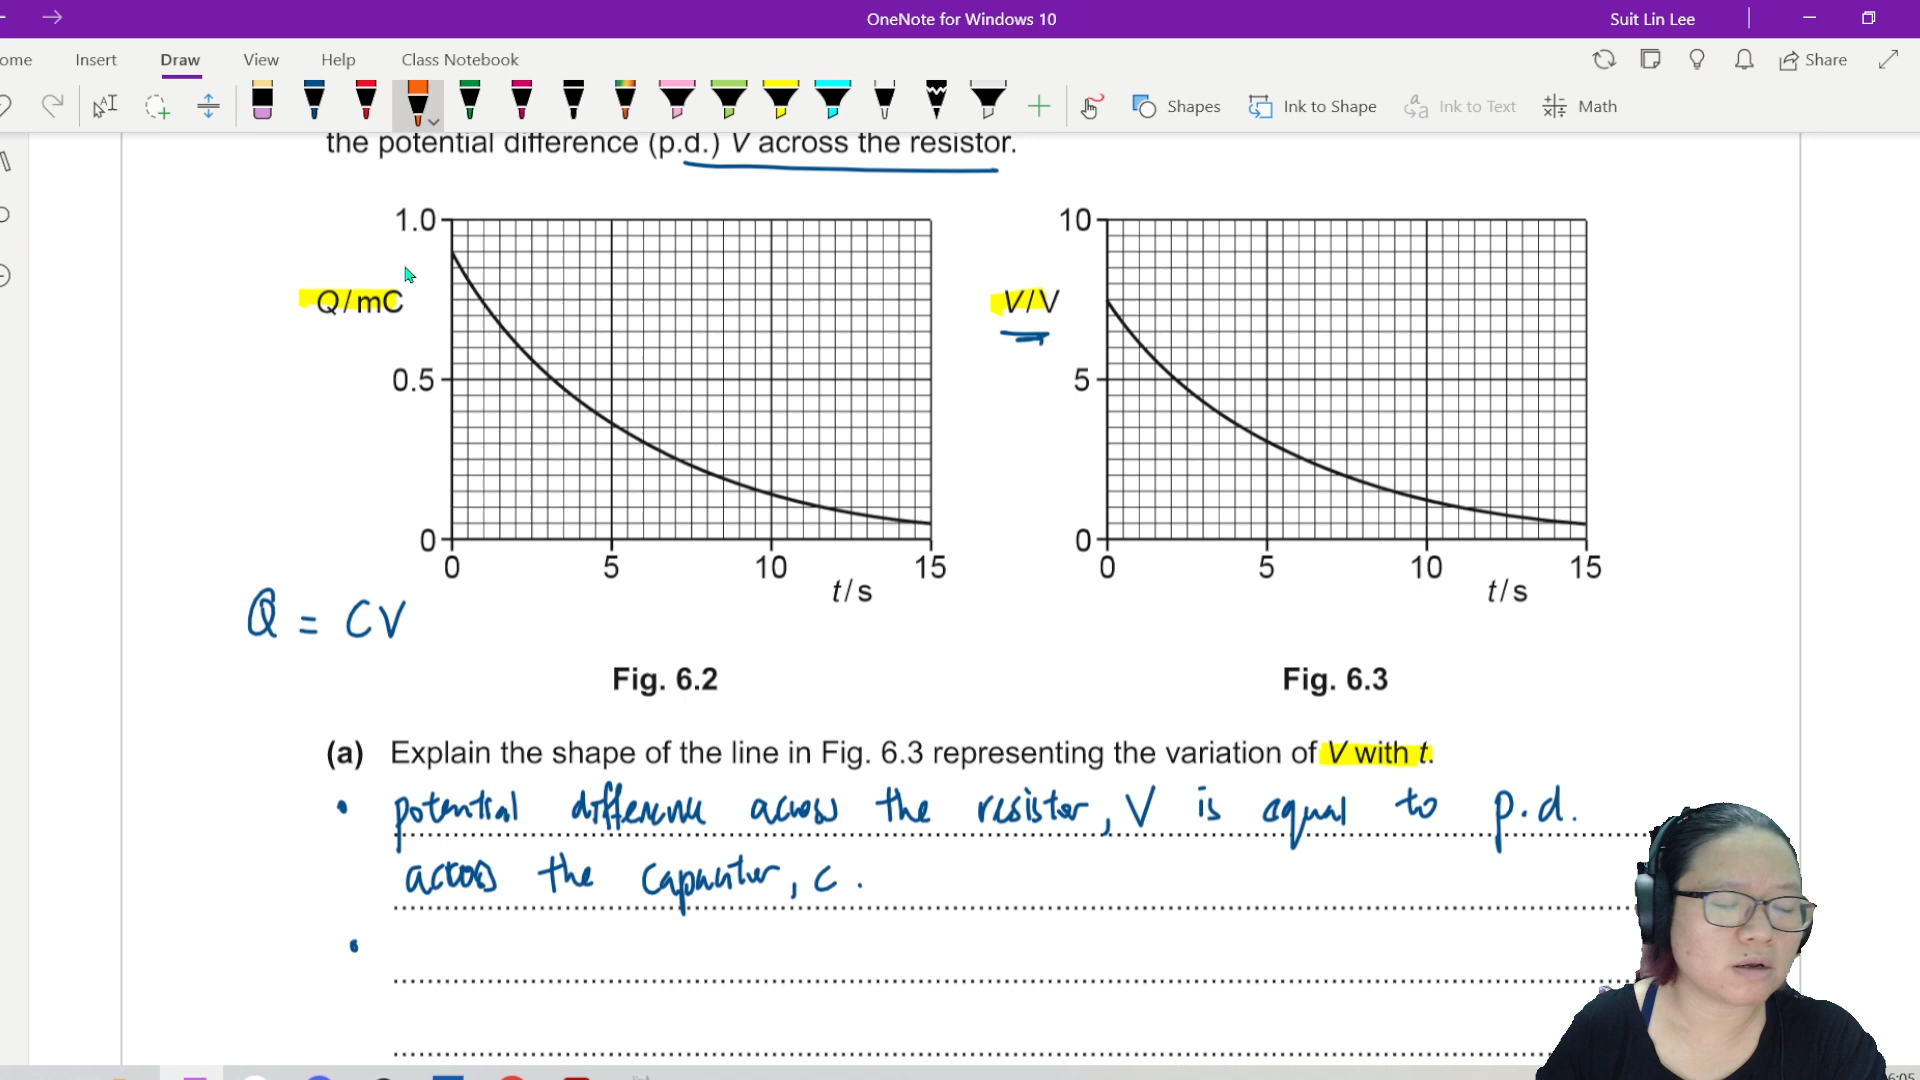 OneNote for Windows 10
Suit Lin Lee
ome Insert Draw View Help Class Notebook
Share
Shapes Ink to Shape Ink to Text Math
the potential difference (p.d.) V across the resistor.
1.0
Q/mC
0.5
0
0 5 10 15
t/s
10
V/V
5
0
0 5 10 15
t/s
Q = CV
Fig. 6.2
Fig. 6.3
(a) Explain the shape of the line in Fig. 6.3 representing the variation of V with t.
• potential difference across the resistor, V is equal to p.d.
across the capacitor, C.
•
6:05